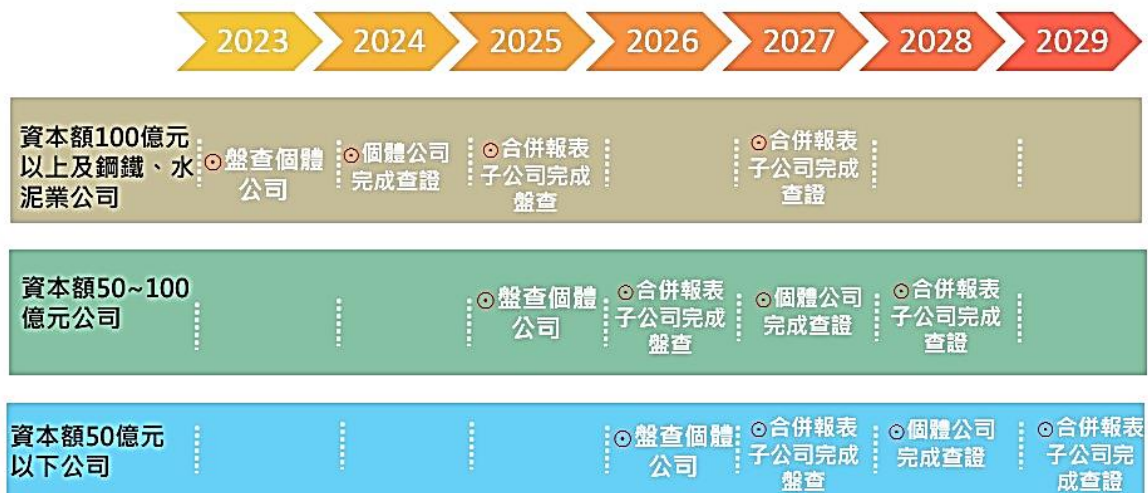 2023 2024 2025 2026 2027 2028 2029
資本額100億元
以上及鋼鐵、水
泥業公司
⊙盤查個體
公司
⊙個體公司
完成查證
⊙合併報表
子公司完成
盤查
⊙合併報表
子公司完成
查證
資本額50~100
億元公司
⊙盤查個體
公司
⊙合併報表
子公司完成
盤查
⊙個體公司
完成查證
⊙合併報表
子公司完成
查證
資本額50億元
以下公司
⊙盤查個體
公司
⊙合併報表
子公司完成
盤查
⊙個體公司
完成查證
⊙合併報表
子公司完
成查證